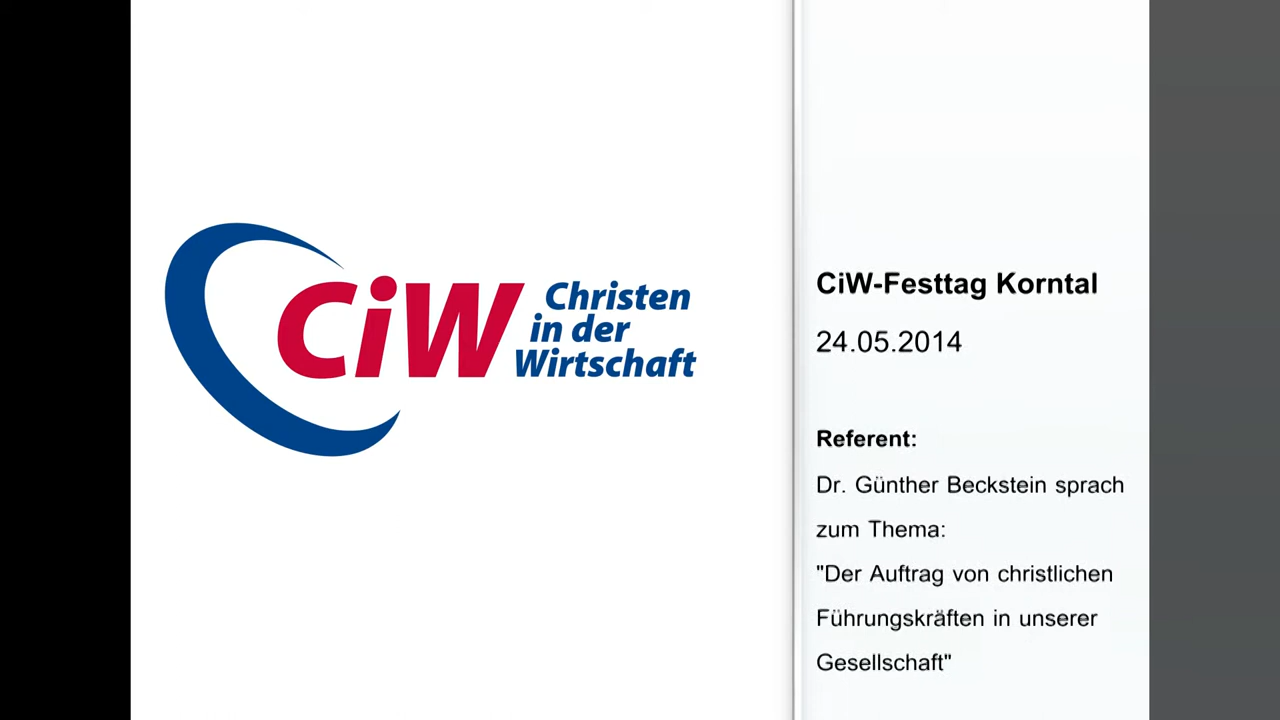 CiW
Christen
in der
Wirtschaft
CiW-Festtag Korntal
24.05.2014
Referent:
Dr. Günther Beckstein sprach
zum Thema:
"Der Auftrag von christlichen
Führungskräften in unserer
Gesellschaft"